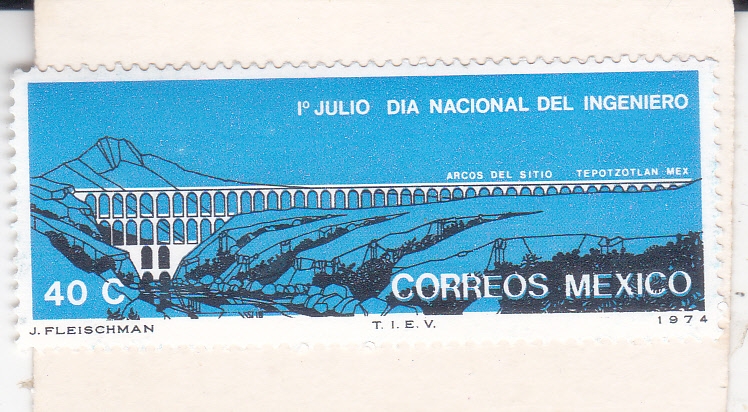 1º JULIO DIA NACIONAL DEL INGENIERO
ARCOS DEL SITIO TEPOTZOTLAN MEX
40 C
CORREOS MEXICO
J. FLEISCHMAN T. I. E. V. 1974